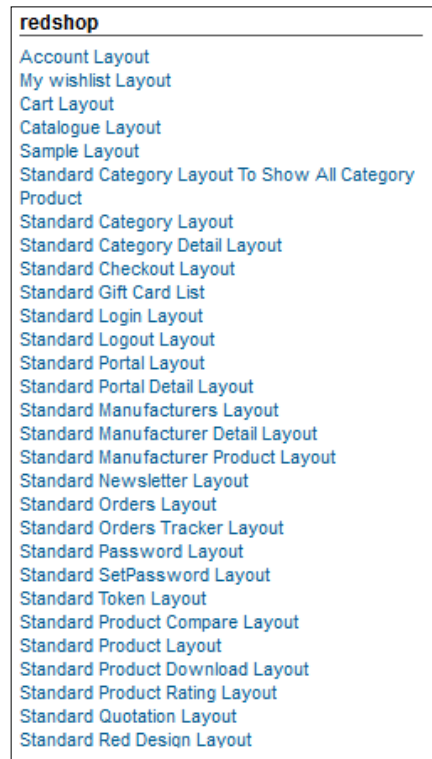 redshop
Account Layout
My wishlist Layout
Cart Layout
Catalogue Layout
Sample Layout
Standard Category Layout To Show All Category
Product
Standard Category Layout
Standard Category Detail Layout
Standard Checkout Layout
Standard Gift Card List
Standard Login Layout
Standard Logout Layout
Standard Portal Layout
Standard Portal Detail Layout
Standard Manufacturers Layout
Standard Manufacturer Detail Layout
Standard Manufacturer Product Layout
Standard Newsletter Layout
Standard Orders Layout
Standard Orders Tracker Layout
Standard Password Layout
Standard SetPassword Layout
Standard Token Layout
Standard Product Compare Layout
Standard Product Layout
Standard Product Download Layout
Standard Product Rating Layout
Standard Quotation Layout
Standard Red Design Layout